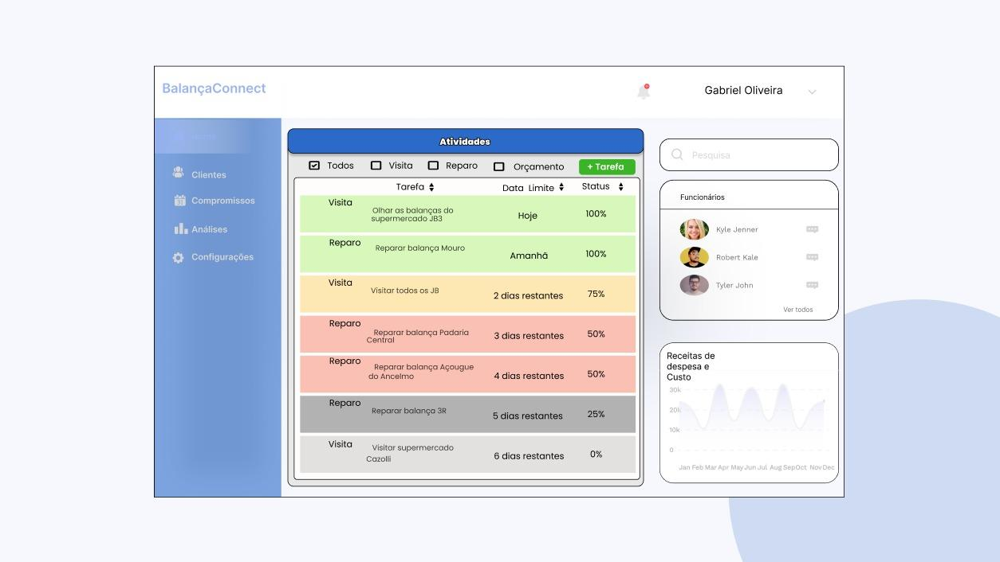 BalançaConnect
Gabriel Oliveira
Home
Clientes
31
Compromissos
Análises
Configurações
Atividades
Todos
Visita
Reparo
Orçamento
+ Tarefa
Tarefa
Data Limite
Status
Visita
Olhar as balanças do
supermercado JB3
Hoje
100%
Reparo
Reparar balança Mouro
Amanhã
100%
Visita
Visitar todos os JB
2 dias restantes
75%
Reparo
Reparar balança Padaria
Central
3 dias restantes
50%
Reparo
Reparar balança Açougue
do Ancelmo
4 dias restantes
50%
Reparo
Reparar balança 3R
5 dias restantes
25%
Visita
Visitar supermercado
Cazolli
6 dias restantes
0%
Pesquisa
Funcionários
Kyle Jenner
Robert Kale
Tyler John
Ver todos
Receitas de
despesa e
Custo
30k
20k
10k
0
Jan Feb Mar Apr May Jun Jul Aug Sep Oct Nov Dec